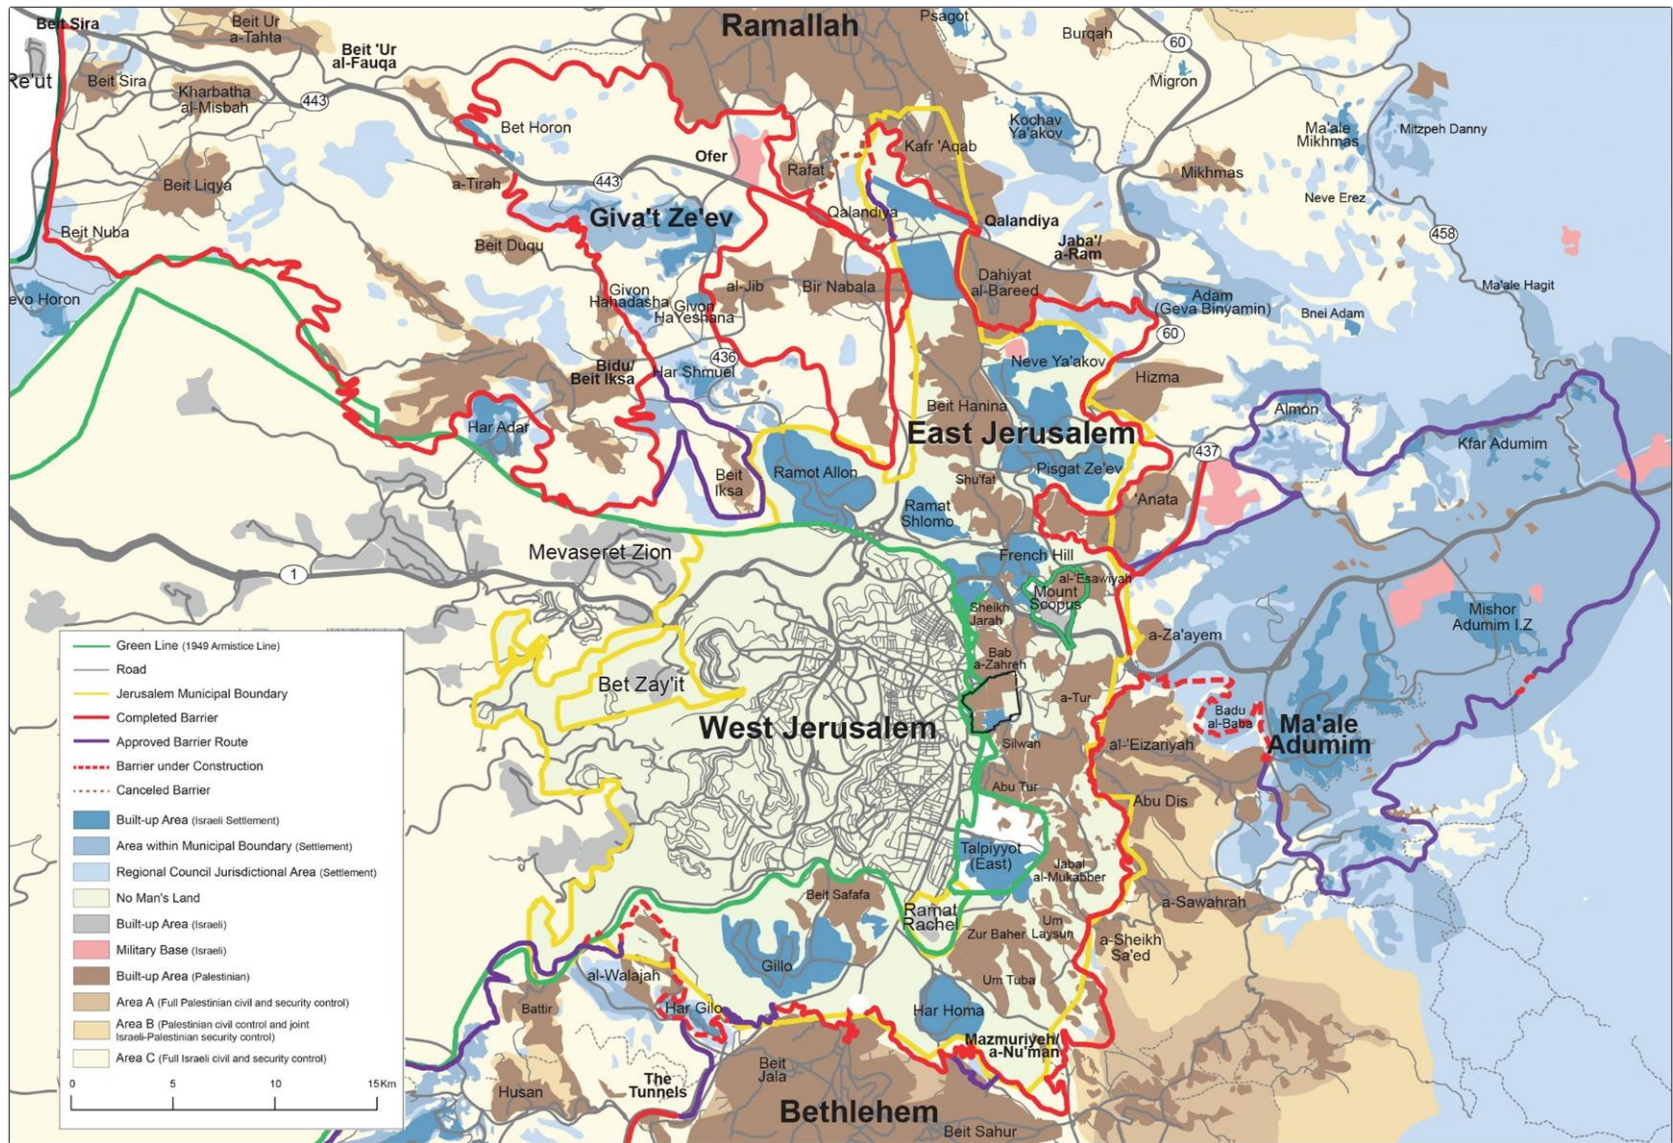 Beit Sira
Beit Ur
a-Tahta
Ramallah
Psagot
Burqah
60
Migron
Beit 'Ur
al-Fauqa
Re'ut
Beit Sira
Kharbatha
al-Misbah
443
Bet Horon
Kochav
Ya'akov
Ma'ale
Mikhmas
Mitzpeh Danny
Ofer
Rafat
Kafr 'Aqab
Mikhmas
Beit Liqya
a-Tirah
443
Neve Erez
Giva't Ze'ev
Qalandiya
Qalandiya
Beit Nuba
Beit Duqu
Jaba'/
a-Ram
458
Dahiyat
al-Bareed
evo Horon
Givon
Hahadasha
Givon
HaYeshana
al-Jib
Bir Nabala
Adam
(Geva Binyamin)
Ma'ale Hagit
Bnei Adam
60
Bidu/
Beit Iksa
436
Har Shmuel
Neve Ya'akov
Hizma
Har Adar
Beit Hanina
East Jerusalem
Almon
437
Kfar Adumim
Beit
Iksa
Ramot Allon
Pisgat Ze'ev
Shu'fat
'Anata
Ramat
Shlomo
Mevaseret Zion
French Hill
1
al-'Esawiyah
Mount
Scopus
Sheikh
Jarah
Mishor
Adumim I.Z
a-Za'ayem
Bab
a-Zahreh
Bet Zay'it
a-Tur
West Jerusalem
Badu
al-Baba
Ma'ale
Adumim
Silwan
al-'Eizariyah
Abu Tur
Abu Dis
Talpiyyot
(East)
Jabal
al-Mukabber
Beit Safafa
a-Sawahrah
Ramat
Rachel
Um
Laysun
Zur Baher
a-Sheikh
Sa'ed
Gillo
al-Walajah
Um Tuba
Battir
Har Gilo
Har Homa
Mazmuriyeh/
a-Nu'man
Beit
Jala
The
Tunnels
Husan
Bethlehem
Beit Sahur
Green Line (1949 Armistice Line)
Road
Jerusalem Municipal Boundary
Completed Barrier
Approved Barrier Route
Barrier under Construction
Canceled Barrier
Built-up Area (Israeli Settlement)
Area within Municipal Boundary (Settlement)
Regional Council Jurisdictional Area (Settlement)
No Man's Land
Built-up Area (Israeli)
Military Base (Israeli)
Built-up Area (Palestinian)
Area A (Full Palestinian civil and security control)
Area B (Palestinian civil control and joint
Israeli-Palestinian security control)
Area C (Full Israeli civil and security control)
0 5 10 15Km